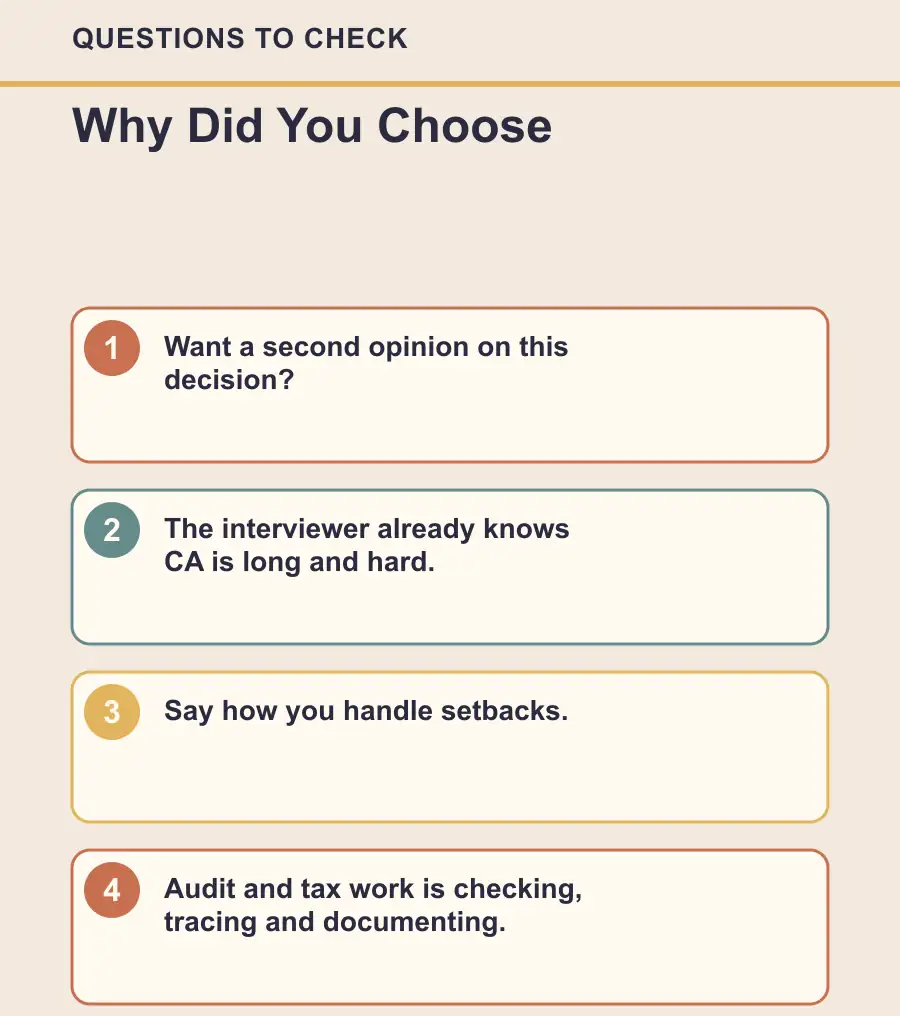 QUESTIONS TO CHECK
Why Did You Choose
1
Want a second opinion on this
decision?
2
The interviewer already knows
CA is long and hard.
3
Say how you handle setbacks.
4
Audit and tax work is checking,
tracing and documenting.